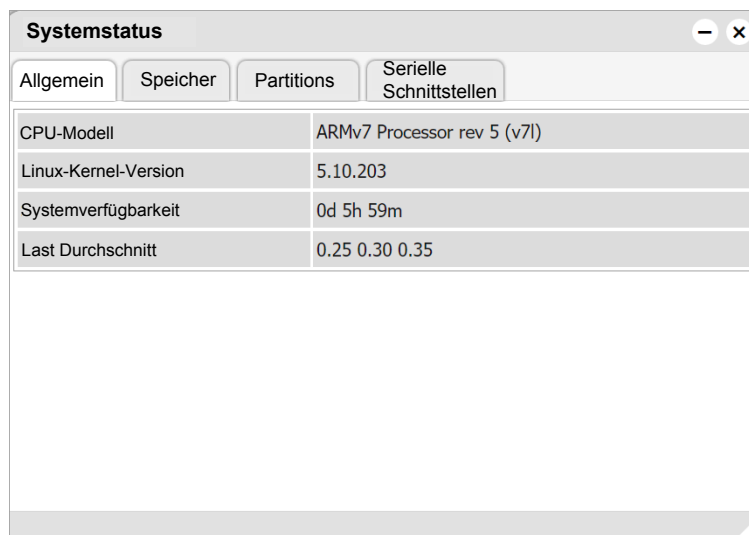 Systemstatus
Allgemein
Speicher
Partitions
Serielle
Schnittstellen
CPU-Modell ARMv7 Processor rev 5 (v7l)
Linux-Kernel-Version 5.10.203
Systemverfügbarkeit 0d 5h 59m
Last Durchschnitt 0.25 0.30 0.35